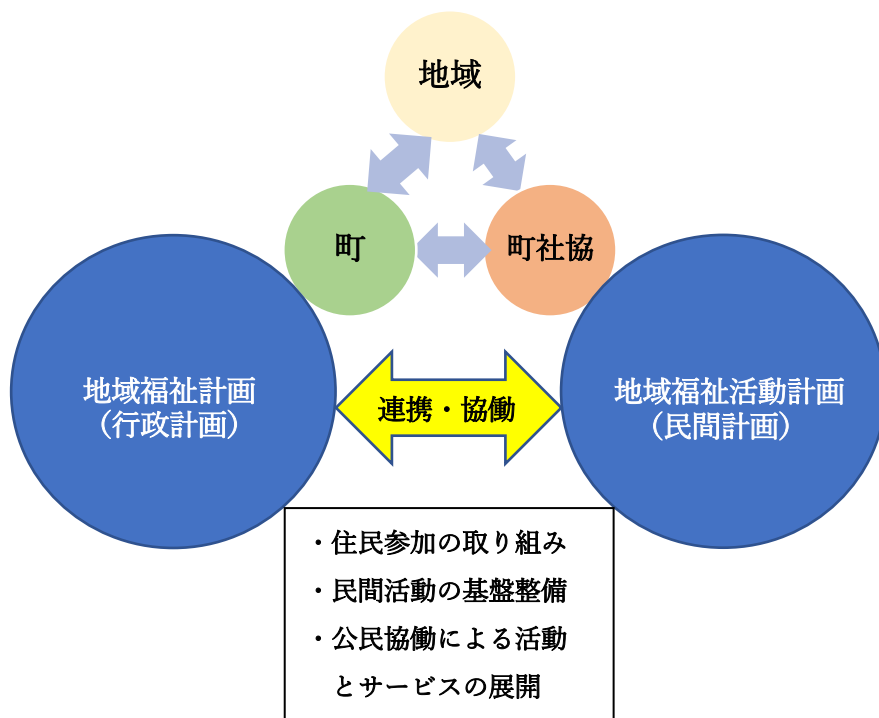 地域
町
町社協
地域福祉計画
（行政計画）
連携・協働
地域福祉活動計画
（民間計画）
・住民参加の取り組み
・民間活動の基盤整備
・公民協働による活動
とサービスの展開